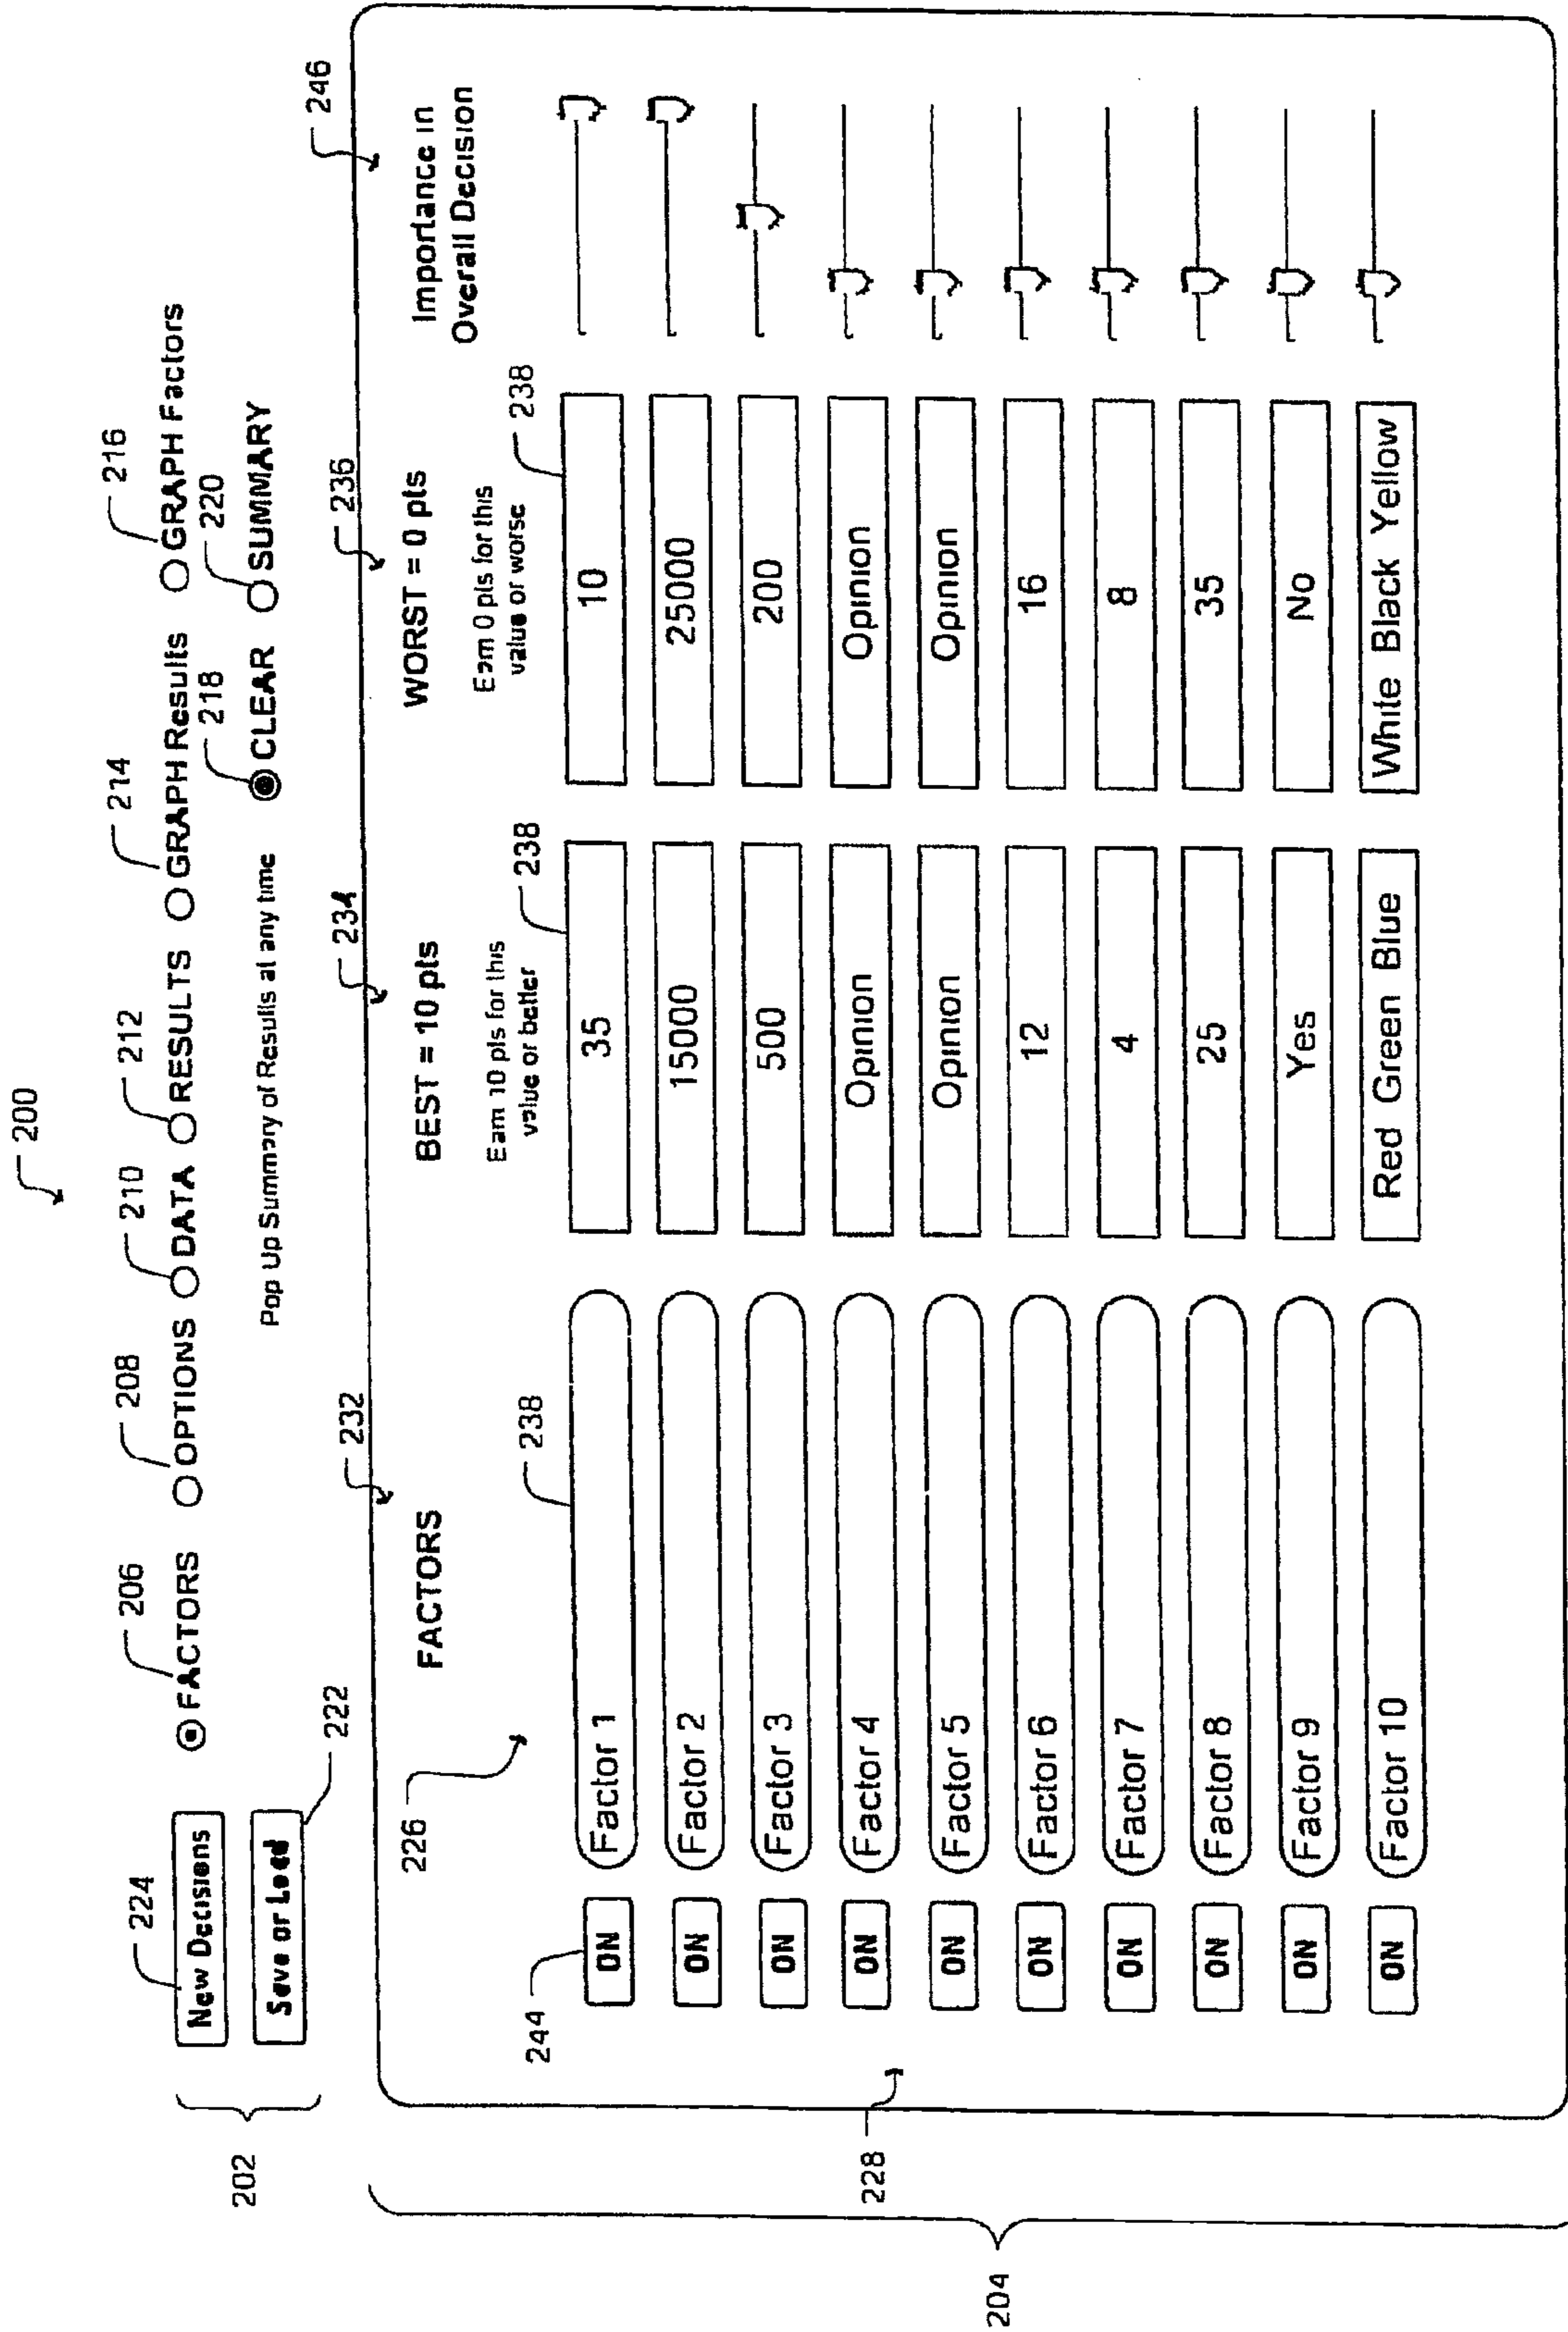 200
206 208 210 212 214 216
224
New Decisions FACTORS OPTIONS DATA RESULTS GRAPH Results GRAPH Factors
218 220
202 Save or Load Pop Up Summary of Results at any time CLEAR SUMMARY
222
232 234 236 246
226 FACTORS BEST = 10 pts WORST = 0 pts Importance in
Overall Decision
Earn 10 pts for this Earn 0 pts for this
value or better value or worse
244 238 238 238
ON Factor 1 35 10
ON Factor 2 15000 25000
ON Factor 3 500 200
228 ON Factor 4 Opinion Opinion
ON Factor 5 Opinion Opinion
204 ON Factor 6 12 16
ON Factor 7 4 8
ON Factor 8 25 35
ON Factor 9 Yes No
ON Factor 10 Red Green Blue White Black Yellow